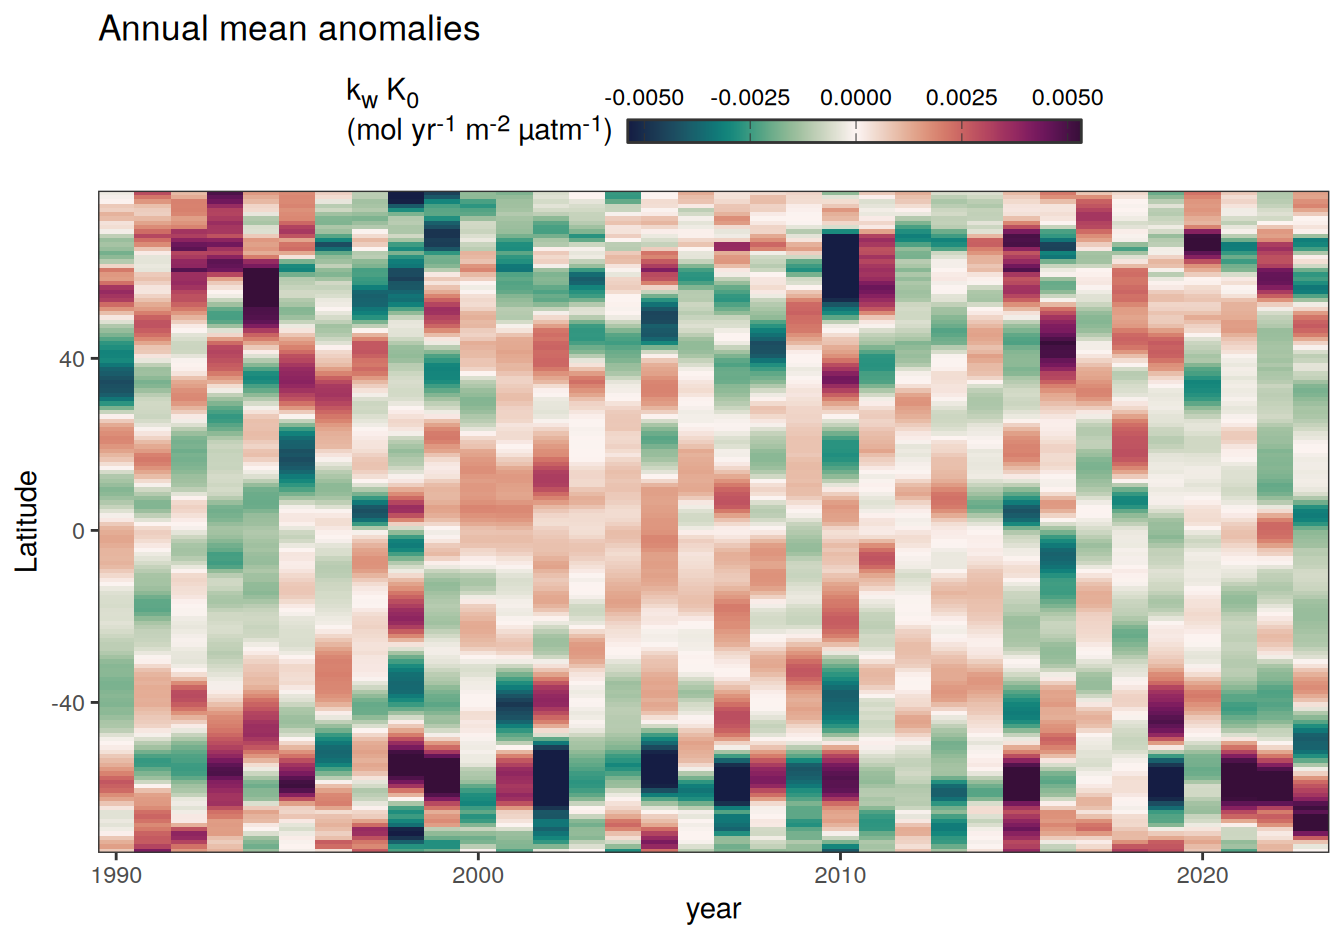 Annual mean anomalies
k_w K_0
(mol yr⁻¹ m⁻² µatm⁻¹)
-0.0050 -0.0025 0.0000 0.0025 0.0050
Latitude
40
0
-40
1990 2000 2010 2020
year